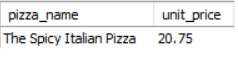 pizza_name unit_price
The Spicy Italian Pizza 20.75